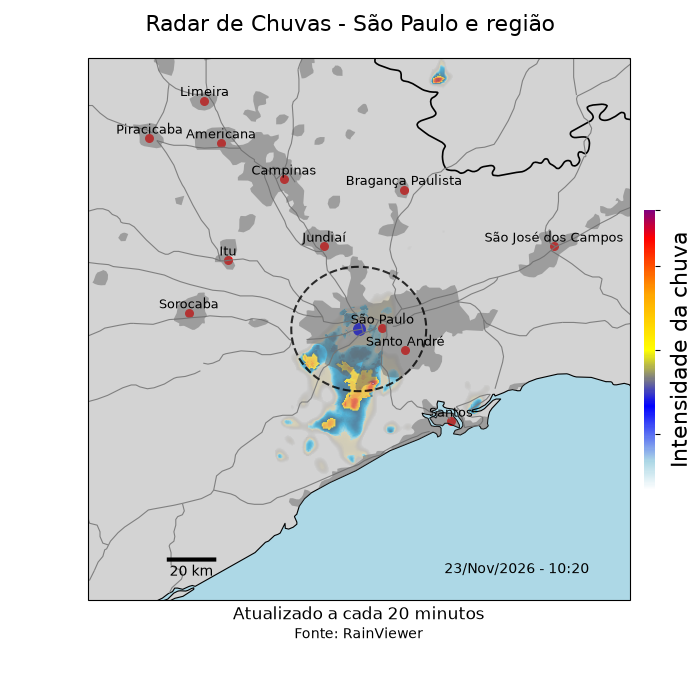 Radar de Chuvas - São Paulo e região
Limeira
Piracicaba
Americana
Campinas
Bragança Paulista
Jundiaí
São José dos Campos
Itu
Sorocaba
São Paulo
Santo André
Santos
Intensidade da chuva
20 km
23/Nov/2026 - 10:20
Atualizado a cada 20 minutos
Fonte: RainViewer